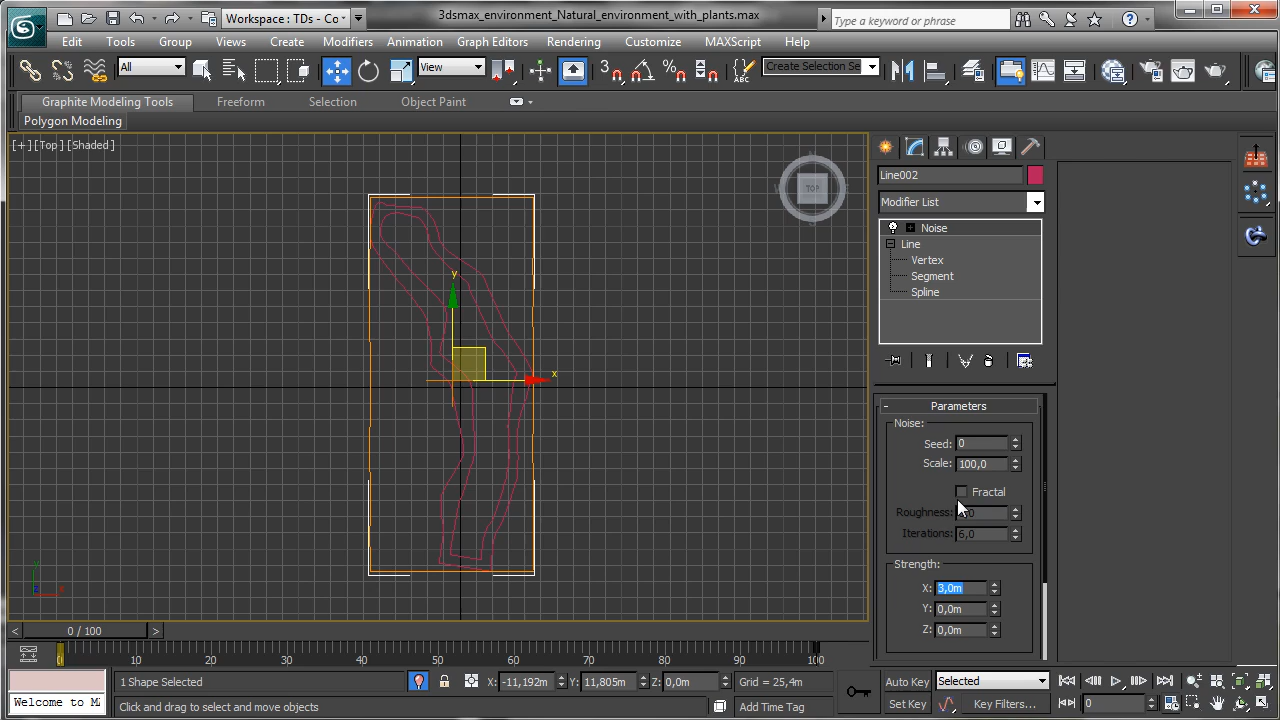 Workspace : TDs - Co
3dsmax_environment_Natural_environment_with_plants.max
Type a keyword or phrase
Edit Tools Group Views Create Modifiers Animation Graph Editors Rendering Customize MAXScript Help
All View 3 Create Selection Se
ABC
Graphite Modeling Tools Freeform Selection Object Paint
Polygon Modeling
[+][Top][Shaded]
TOP
Line002
Modifier List
Noise
Line
Vertex
Segment
Spline
y
x
Parameters
Noise:
Seed: 0
Scale: 100,0
Fractal
Roughness:
Iterations: 6,0
Strength:
X: 3,0m
Y: 0,0m
Z: 0,0m
< 0 / 100 >
0 10 20 30 40 50 60 70 80 90 100
1 Shape Selected X: -11,192m Y: 11,805m Z: 0,0m Grid = 25,4m Auto Key Selected
Welcome to M Click and drag to select and move objects Add Time Tag Set Key Key Filters... 0